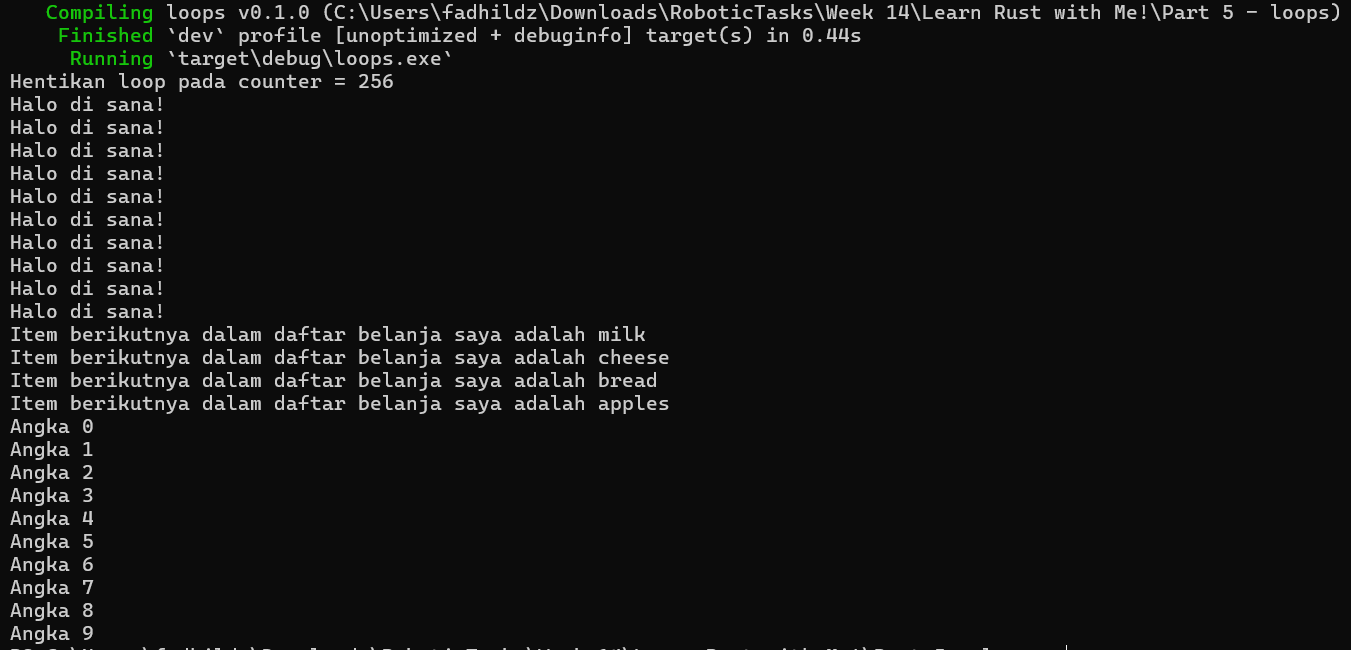 Compiling loops v0.1.0 (C:\Users\fadhildz\Downloads\RoboticTasks\Week 14\Learn Rust with Me!\Part 5 - loops)
Finished `dev` profile [unoptimized + debuginfo] target(s) in 0.44s
Running `target\debug\loops.exe`
Hentikan loop pada counter = 256
Halo di sana!
Halo di sana!
Halo di sana!
Halo di sana!
Halo di sana!
Halo di sana!
Halo di sana!
Halo di sana!
Halo di sana!
Halo di sana!
Item berikutnya dalam daftar belanja saya adalah milk
Item berikutnya dalam daftar belanja saya adalah cheese
Item berikutnya dalam daftar belanja saya adalah bread
Item berikutnya dalam daftar belanja saya adalah apples
Angka 0
Angka 1
Angka 2
Angka 3
Angka 4
Angka 5
Angka 6
Angka 7
Angka 8
Angka 9